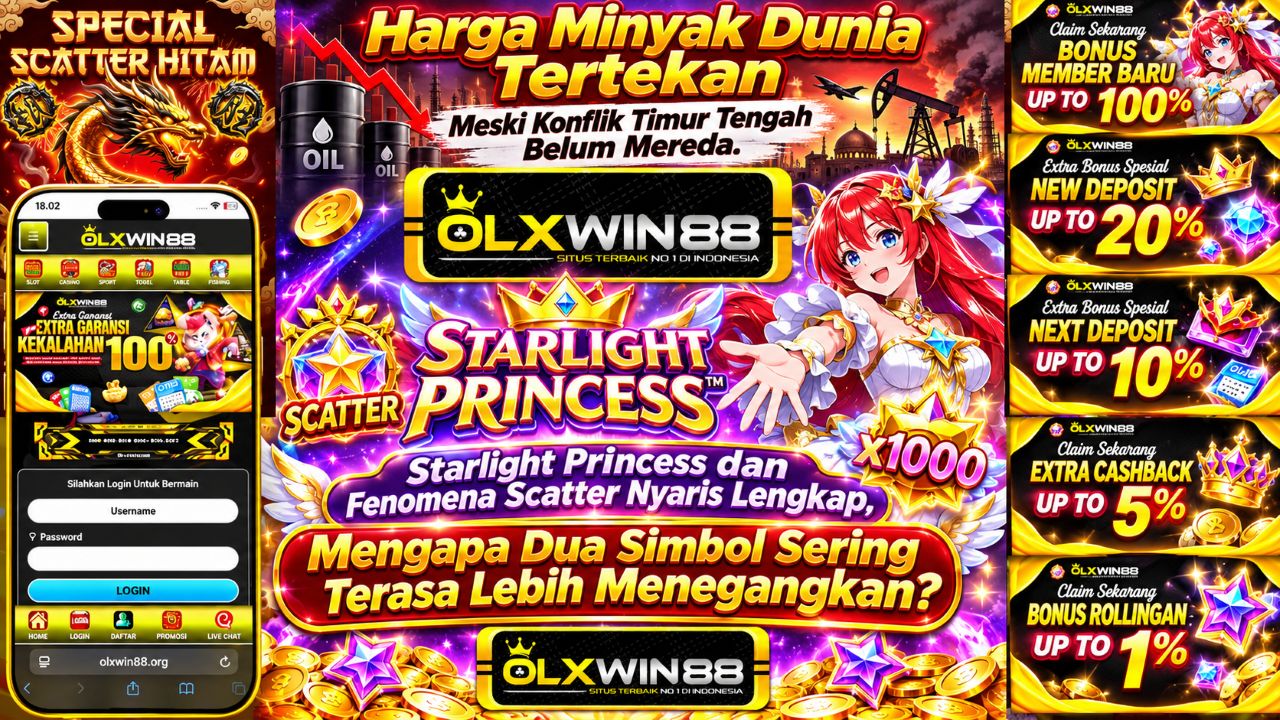 SPECIAL
SCATTER HITAM
18.02
OLXWIN88
SLOT CASINO SPORT TOGEL TABLE FISHING
OLXWIN88
Extra Garansi
EXTRA GARANSI
KEKALAHAN 100%
Silahkan Login Untuk Bermain
Username
Password
LOGIN
HOME LOGIN DAFTAR PROMOSI LIVE CHAT
olxwin88.org
Harga Minyak Dunia
Tertekan
Meski Konflik Timur Tengah
Belum Mereda.
OIL
OIL
OLXWIN88
SITUS TERBAIK NO 1 DI INDONESIA
STARLIGHT
PRINCESS™
SCATTER
x1000
Starlight Princess dan
Fenomena Scatter Nyaris Lengkap,
Mengapa Dua Simbol Sering
Terasa Lebih Menegangkan?
OLXWIN88
SITUS TERBAIK NO 1 DI INDONESIA
OLXWIN88
Claim Sekarang
BONUS
MEMBER BARU
UP TO 100%
OLXWIN88
Extra Bonus Spesial
NEW DEPOSIT
UP TO 20%
OLXWIN88
Extra Bonus Spesial
NEXT DEPOSIT
UP TO 10%
OLXWIN88
Claim Sekarang
EXTRA CASHBACK
UP TO 5%
OLXWIN88
Claim Sekarang
BONUS ROLLINGAN
UP TO 1%